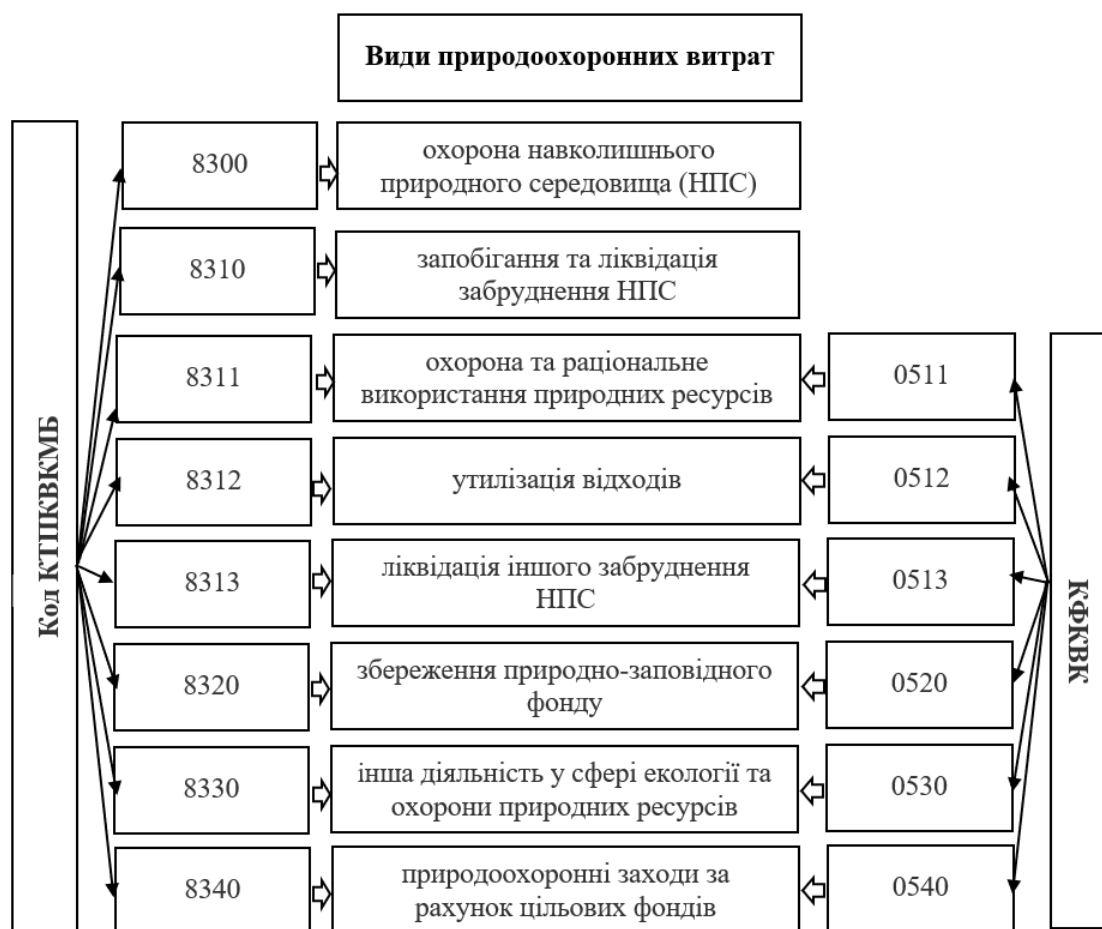 Види природоохоронних витрат
Код КТПКВКМБ
8300
охорона навколишнього
природного середовища (НПС)
8310
запобігання та ліквідація
забруднення НПС
8311
охорона та раціональне
використання природних ресурсів
0511
8312
утилізація відходів
0512
8313
ліквідація іншого забруднення
НПС
0513
8320
збереження природно-заповідного
фонду
0520
8330
інша діяльність у сфері екології та
охорони природних ресурсів
0530
8340
природоохоронні заходи за
рахунок цільових фондів
0540
КФКВК